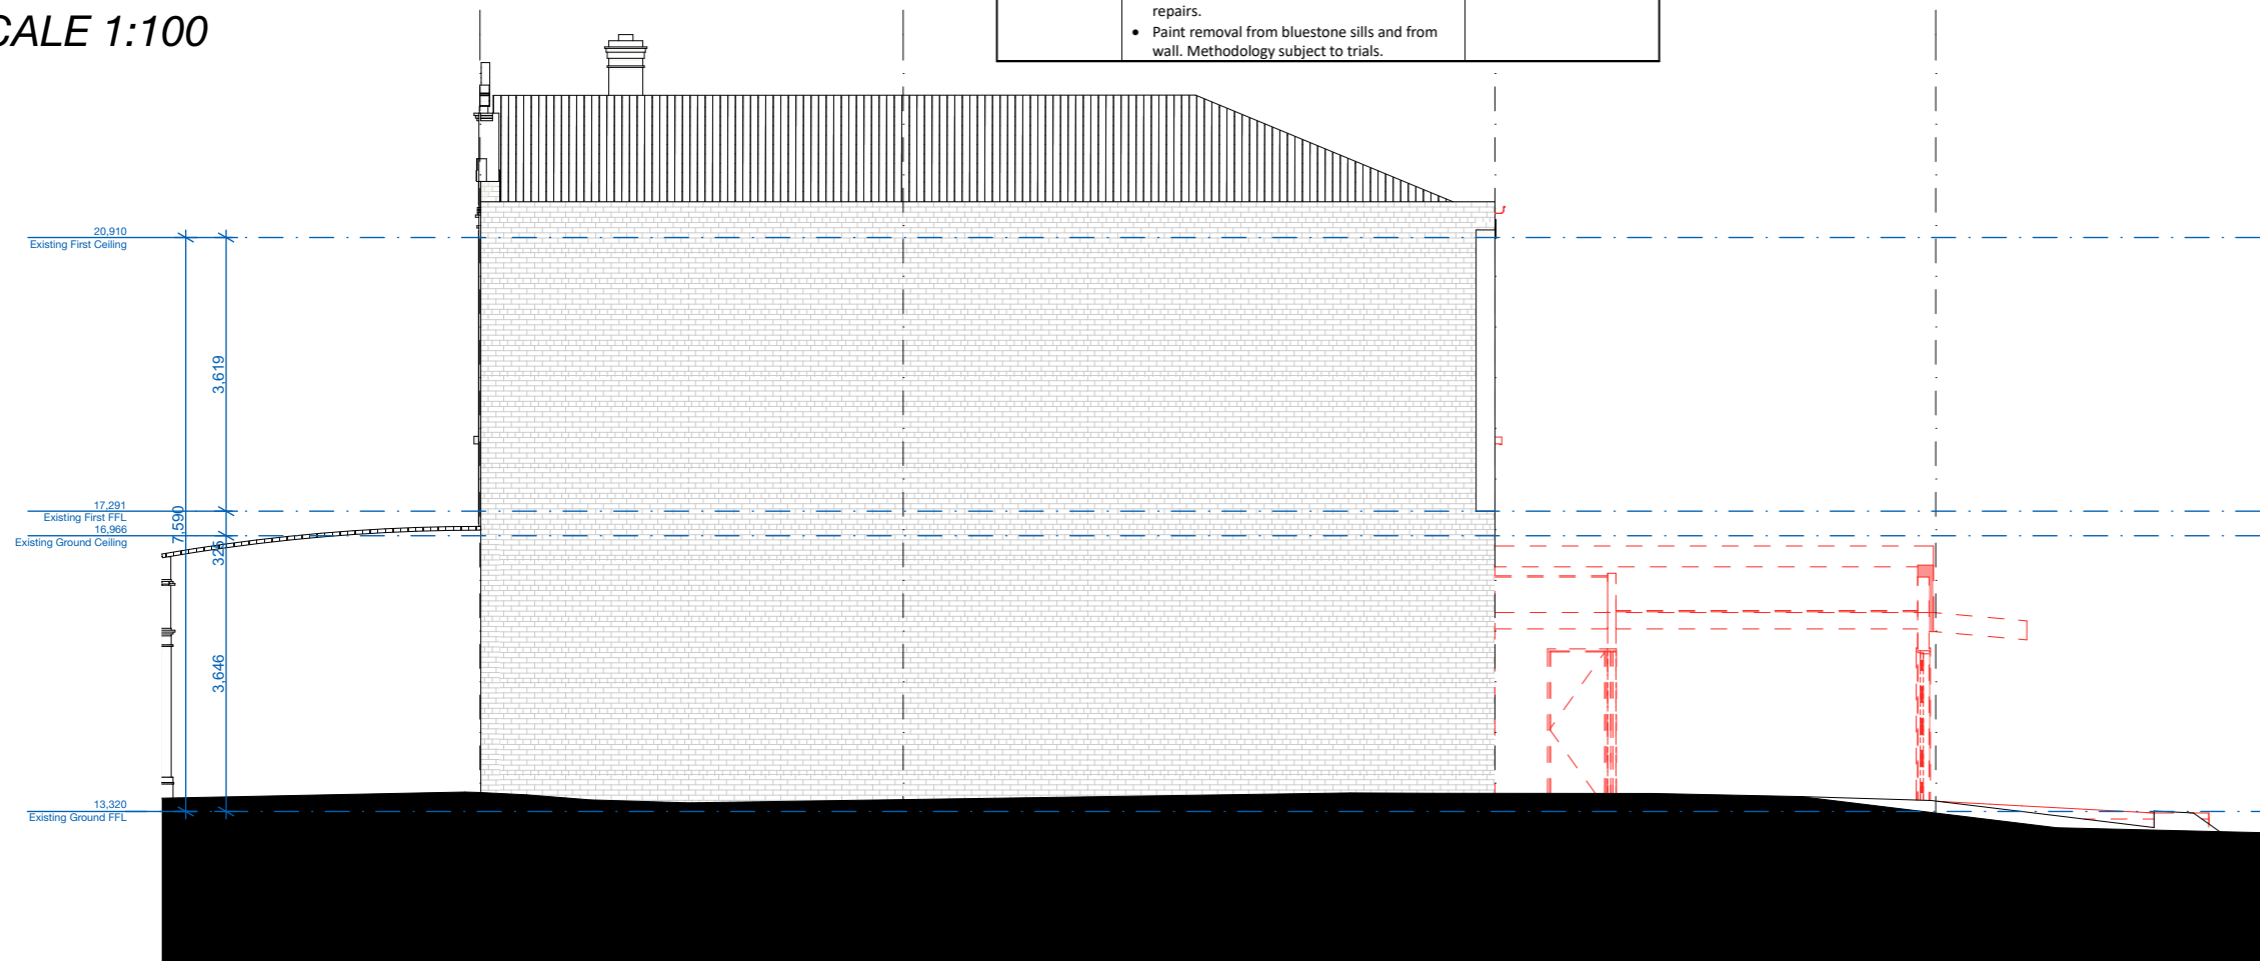 CALE 1:100
repairs.
• Paint removal from bluestone sills and from
wall. Methodology subject to trials.
20,910
Existing First Ceiling
3,619
17,291
Existing First FFL
7,590
16,966
Existing Ground Ceiling
325
3,646
13,320
Existing Ground FFL